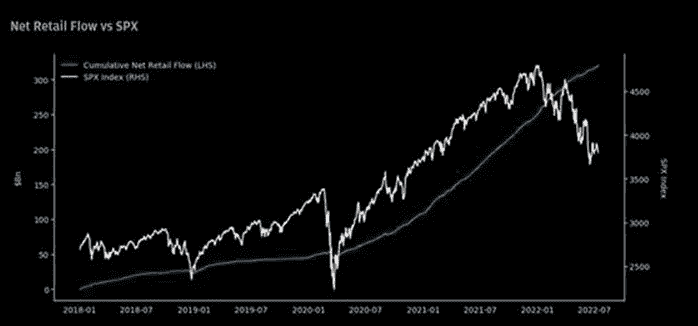 Net Retail Flow vs SPX
Cumulative Net Retail Flow (LHS)
SPX Index (RHS)
300
250
200
150
100
50
0
$Bn
4500
4000
3500
3000
2500
SPX Index
2018-01 2018-07 2019-01 2019-07 2020-01 2020-07 2021-01 2021-07 2022-01 2022-07